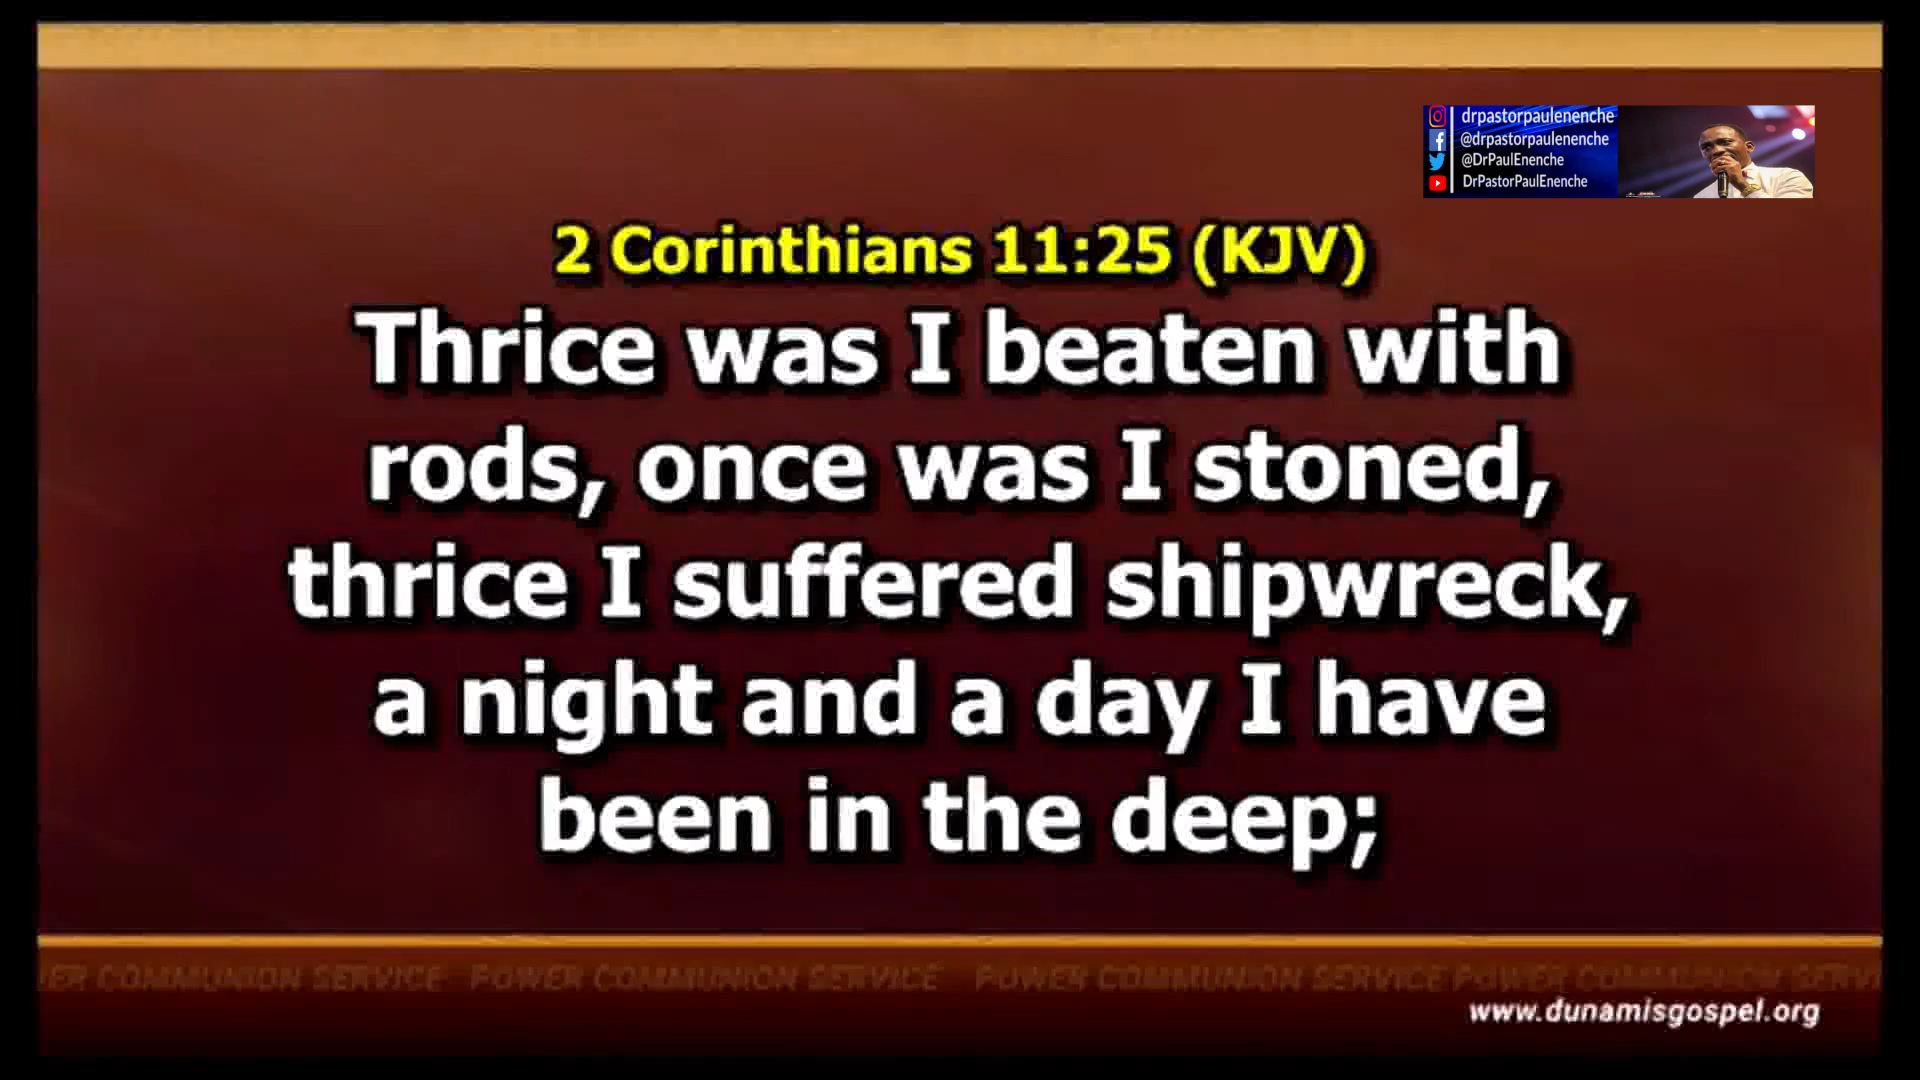 drpastorpaulenenche
@drpastorpaulenenche
@DrPaulEnenche
DrPastorPaulEnenche
2 Corinthians 11:25 (KJV)
Thrice was I beaten with
rods, once was I stoned,
thrice I suffered shipwreck,
a night and a day I have
been in the deep;
ER COMMUNION SERVICE POWER COMMUNION SERVICE POWER COMMUNION SERVICE POWER COMMUNION SERVI
www.dunamisgospel.org